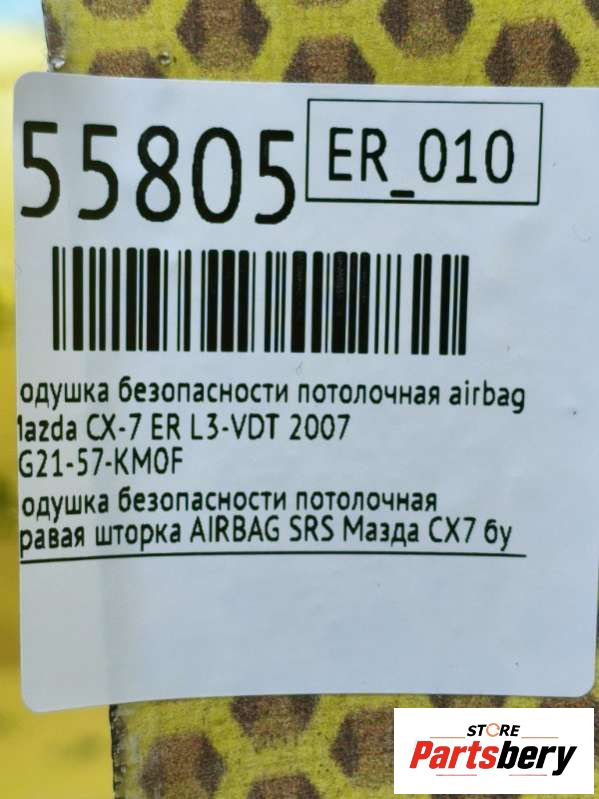 55805
ER_010
одушка безопасности потолочная airbag
Mazda CX-7 ER L3-VDT 2007
G21-57-KM0F
одушка безопасности потолочная
равая шторка AIRBAG SRS Мазда CX7 бу
STORE
Partsbery